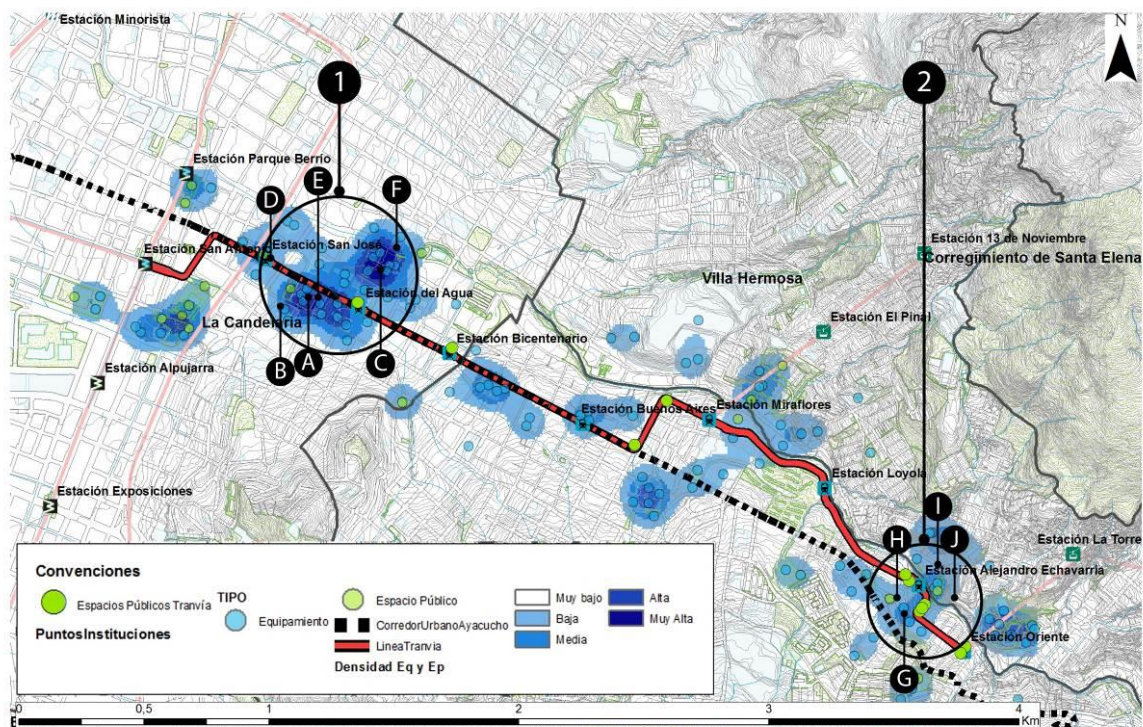 Estación Minorista
1
2
N
Estación Parque Berrío
D
E
F
Estación San José
Estación San
Estación 13 de Noviembre
Corregimiento de Santa Elena
Villa Hermosa
Estación del Agua
La Candelaria
Estación El Pinal
Estación Bicentenario
B
A
C
Estación Alpujarra
Estación Buenos Aires
Estación Miraflores
Estación Loyola
Estación Exposiciones
I
H
J
Estación La Torre
Estación Alejandro Echavarria
Estación Oriente
G
Convenciones
Espacios Públicos Tranvía
PuntosInstituciones
TIPO
Equipamiento
Espacio Público
CorredorUrbanoAyacucho
LineaTranvia
Densidad Eq y Ep
Muy bajo
Baja
Media
Alta
Muy Alta
0 0,5 1 2 3 4
Km